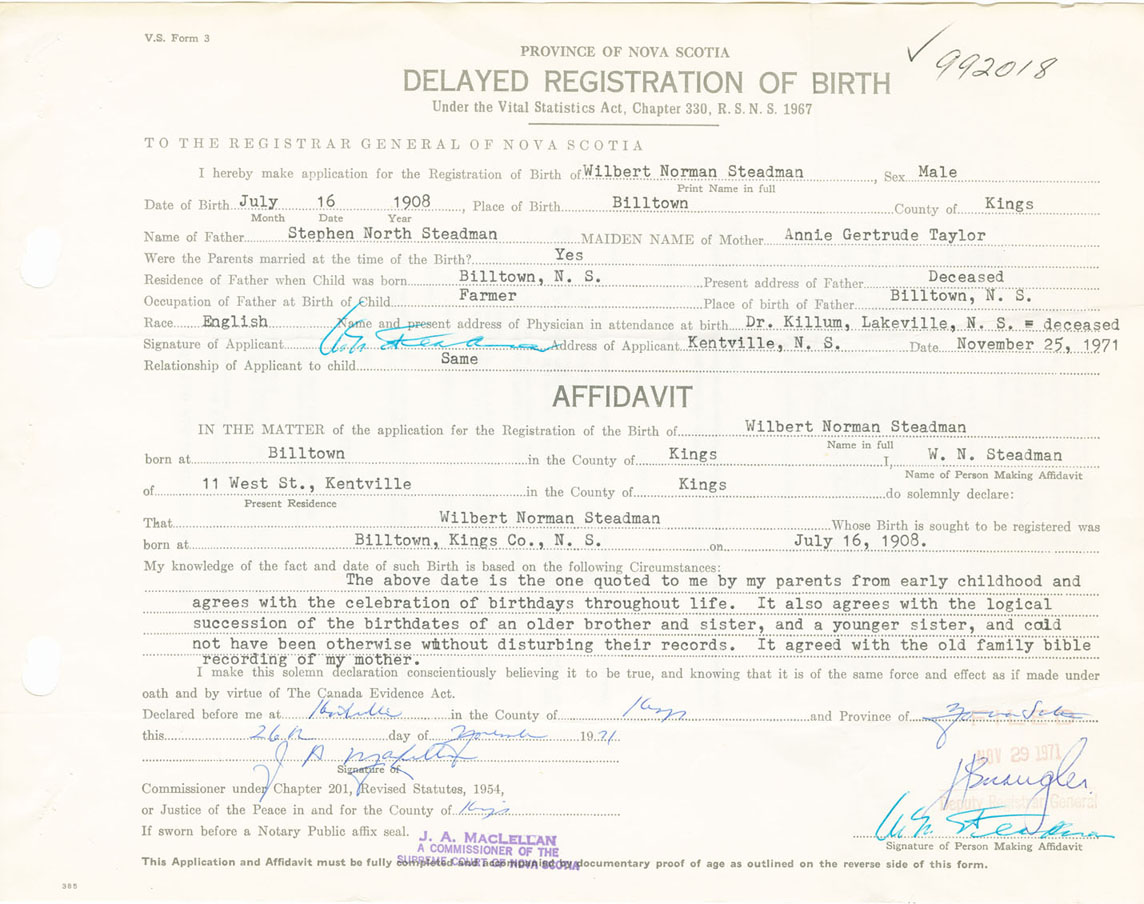 V.S. Form 3
992018
PROVINCE OF NOVA SCOTIA
DELAYED REGISTRATION OF BIRTH
Under the Vital Statistics Act, Chapter 330, R.S.N.S. 1967
TO THE REGISTRAR GENERAL OF NOVA SCOTIA
I hereby make application for the Registration of Birth of Wilbert Norman Steadman, Sex Male
Print Name in full
Date of Birth July 16 1908, Place of Birth Billtown County of Kings
Month Date Year
Name of Father Stephen North Steadman MAIDEN NAME of Mother Annie Gertrude Taylor
Were the Parents married at the time of the Birth? Yes
Residence of Father when Child was born Billtown, N. S. Present address of Father Deceased
Occupation of Father at Birth of Child Farmer Place of birth of Father Billtown, N. S.
Race English Name and present address of Physician in attendance at birth Dr. Killum, Lakeville, N. S. = deceased
Signature of Applicant W. N. Steadman Address of Applicant Kentville, N. S. Date November 25, 1971
Relationship of Applicant to child Same
AFFIDAVIT
IN THE MATTER of the application for the Registration of the Birth of Wilbert Norman Steadman
Name in full
born at Billtown in the County of Kings I, W. N. Steadman
Name of Person Making Affidavit
of 11 West St., Kentville in the County of Kings do solemnly declare:
Present Residence
That Wilbert Norman Steadman Whose Birth is sought to be registered was
born at Billtown, Kings Co., N. S. on July 16, 1908.
My knowledge of the fact and date of such Birth is based on the following Circumstances:
The above date is the one quoted to me by my parents from early childhood and
agrees with the celebration of birthdays throughout life. It also agrees with the logical
succession of the birthdates of an older brother and sister, and a younger sister, and could
not have been otherwise without disturbing their records. It agreed with the old family bible
recording of my mother.
I make this solemn declaration conscientiously believing it to be true, and knowing that it is of the same force and effect as if made under
oath and by virtue of The Canada Evidence Act.
Declared before me at Kentville in the County of Kings and Province of Nova Scotia
this 26th day of November 1971.
NOV 29 1971
Signature of
Deputy Registrar General
Commissioner under Chapter 201, Revised Statutes, 1954,
or Justice of the Peace in and for the County of Kings
If sworn before a Notary Public affix seal.
J. A. MACLELLAN
A COMMISSIONER OF THE
SUPREME COURT OF NOVA SCOTIA
W. N. Steadman
Signature of Person Making Affidavit
This Application and Affidavit must be fully completed and accompanied by documentary proof of age as outlined on the reverse side of this form.
385